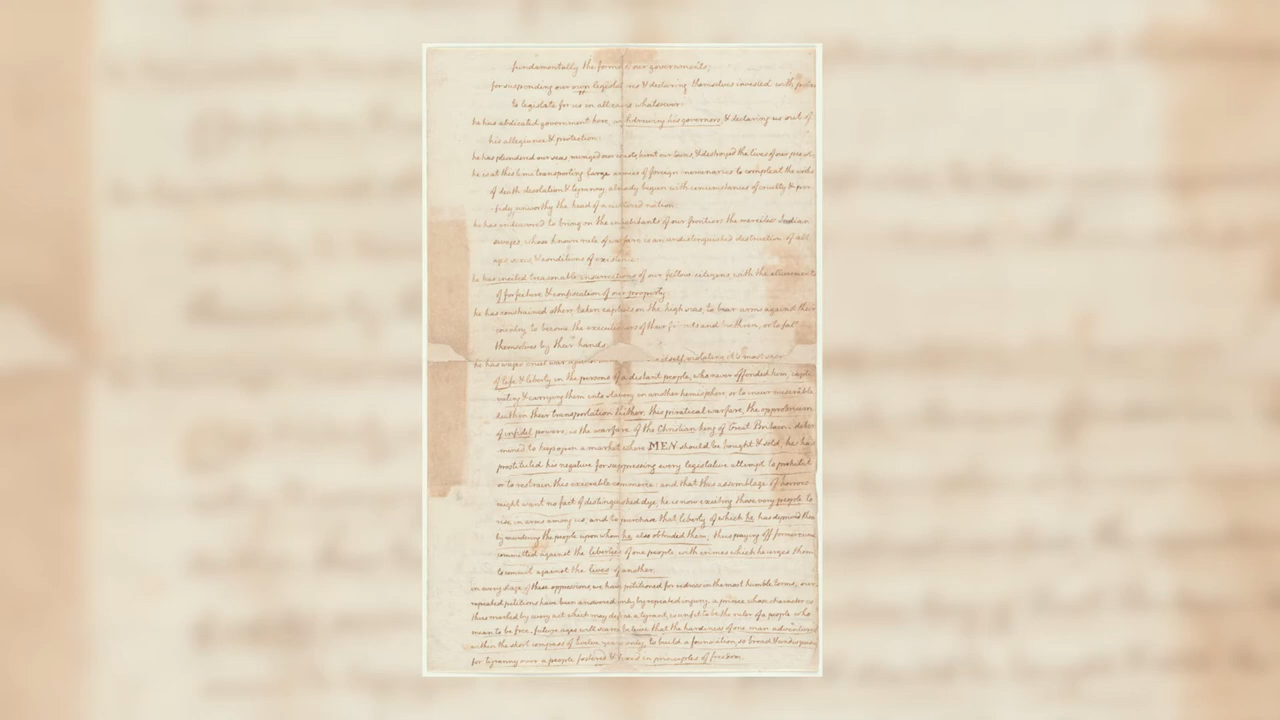 fundamentally the forms of our governments;
for suspending our own legislatures & declaring themselves invested with power
to legislate for us in all cases whatsoever:
he has abdicated government here, withdrawing his governors, & declaring us out of
his allegiance & protection:
he has plundered our seas, ravaged our coasts, burnt our towns, & destroyed the lives of our people:
he is at this time transporting large armies of foreign mercenaries to compleat the works
of death desolation & tyranny already begun with circumstances of cruelty & per-
fidy unworthy the head of a civilized nation:
he has endeavored to bring on the inhabitants of our frontiers the merciless Indian
savages, whose known rule of warfare is an undistinguished destruction of all
ages, sexes, & conditions of existence:
he has incited treasonable insurrections of our fellow citizens with the allurements
of forfeiture & confiscation of our property:
he has constrained others, taken captives on the high seas, to bear arms against their
country, to become the executioners of their and brethren, or to fall
themselves by their hands.
he has waged cruel war against itself, violating it's most sacred
of life & liberty in the persons of a distant people, who never offended him, capti-
vating & carrying them into slavery in another hemisphere, or to incur miserable
death in their transportation thither. this piratical warfare, the opprobrium
of infidel powers, is the warfare of the Christian king of Great Britain. deter-
mined to keep open a market where MEN should be bought & sold, he has
prostituted his negative for suppressing every legislative attempt to prohibit
or to restrain this execrable commerce: and that this assemblage of horrors
might want no fact of distinguished dye, he is now exciting those very people to
rise in arms among us, and to purchase that liberty of which he has deprived them
by murdering the people upon whom he also obtruded them; thus paying off former crimes
committed against the liberties of one people, with crimes which he urges them
to commit against the lives of another.
in every stage of these oppressions, we have petitioned for redress in the most humble terms; our
repeated petitions have been answered only by repeated injury. a prince whose character is
thus marked by every act which may define a tyrant, is unfit to be the ruler of a people who
mean to be free. future ages will scarce believe that the hardiness of one man adventured
within the short compass of twelve years only, to build a foundation, so broad & undisguised
for tyranny over a people fostered & fixed in principles of freedom.